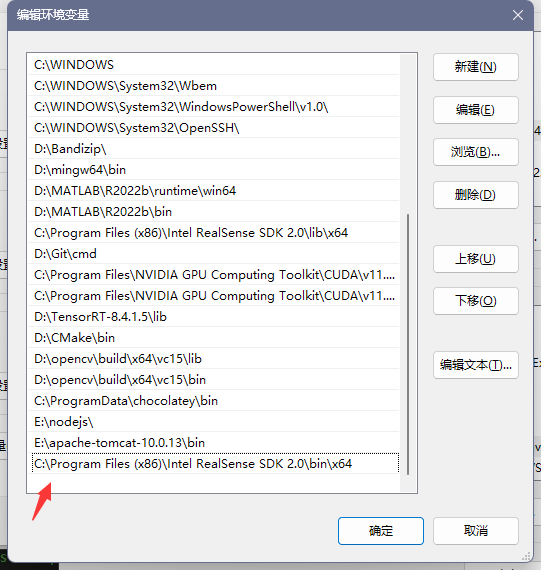 编辑环境变量
C:\WINDOWS
C:\WINDOWS\System32\Wbem
C:\WINDOWS\System32\WindowsPowerShell\v1.0\
C:\WINDOWS\System32\OpenSSH\
D:\Bandizip\
D:\mingw64\bin
D:\MATLAB\R2022b\runtime\win64
D:\MATLAB\R2022b\bin
C:\Program Files (x86)\Intel RealSense SDK 2.0\lib\x64
D:\Git\cmd
C:\Program Files\NVIDIA GPU Computing Toolkit\CUDA\v11....
C:\Program Files\NVIDIA GPU Computing Toolkit\CUDA\v11....
D:\TensorRT-8.4.1.5\lib
D:\CMake\bin
D:\opencv\build\x64\vc15\lib
D:\opencv\build\x64\vc15\bin
C:\ProgramData\chocolatey\bin
E:\nodejs\
E:\apache-tomcat-10.0.13\bin
C:\Program Files (x86)\Intel RealSense SDK 2.0\bin\x64
新建(N)
编辑(E)
浏览(B)...
删除(D)
上移(U)
下移(O)
编辑文本(T)...
确定
取消